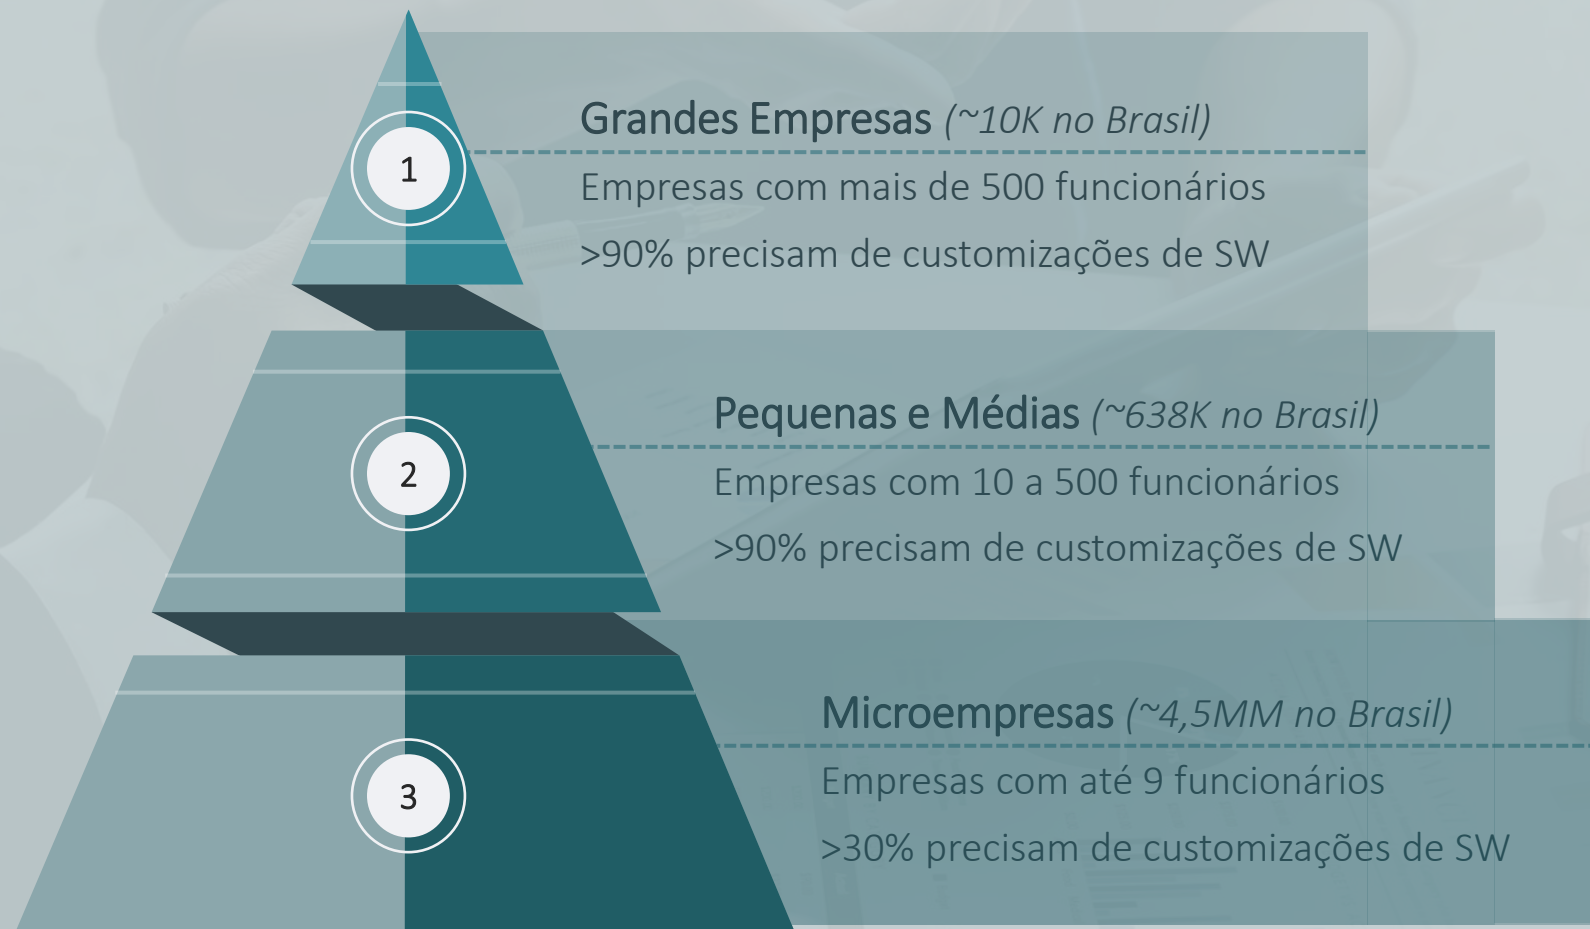 1
Grandes Empresas (~10K no Brasil)
Empresas com mais de 500 funcionários
>90% precisam de customizações de SW
2
Pequenas e Médias (~638K no Brasil)
Empresas com 10 a 500 funcionários
>90% precisam de customizações de SW
3
Microempresas (~4,5MM no Brasil)
Empresas com até 9 funcionários
>30% precisam de customizações de SW